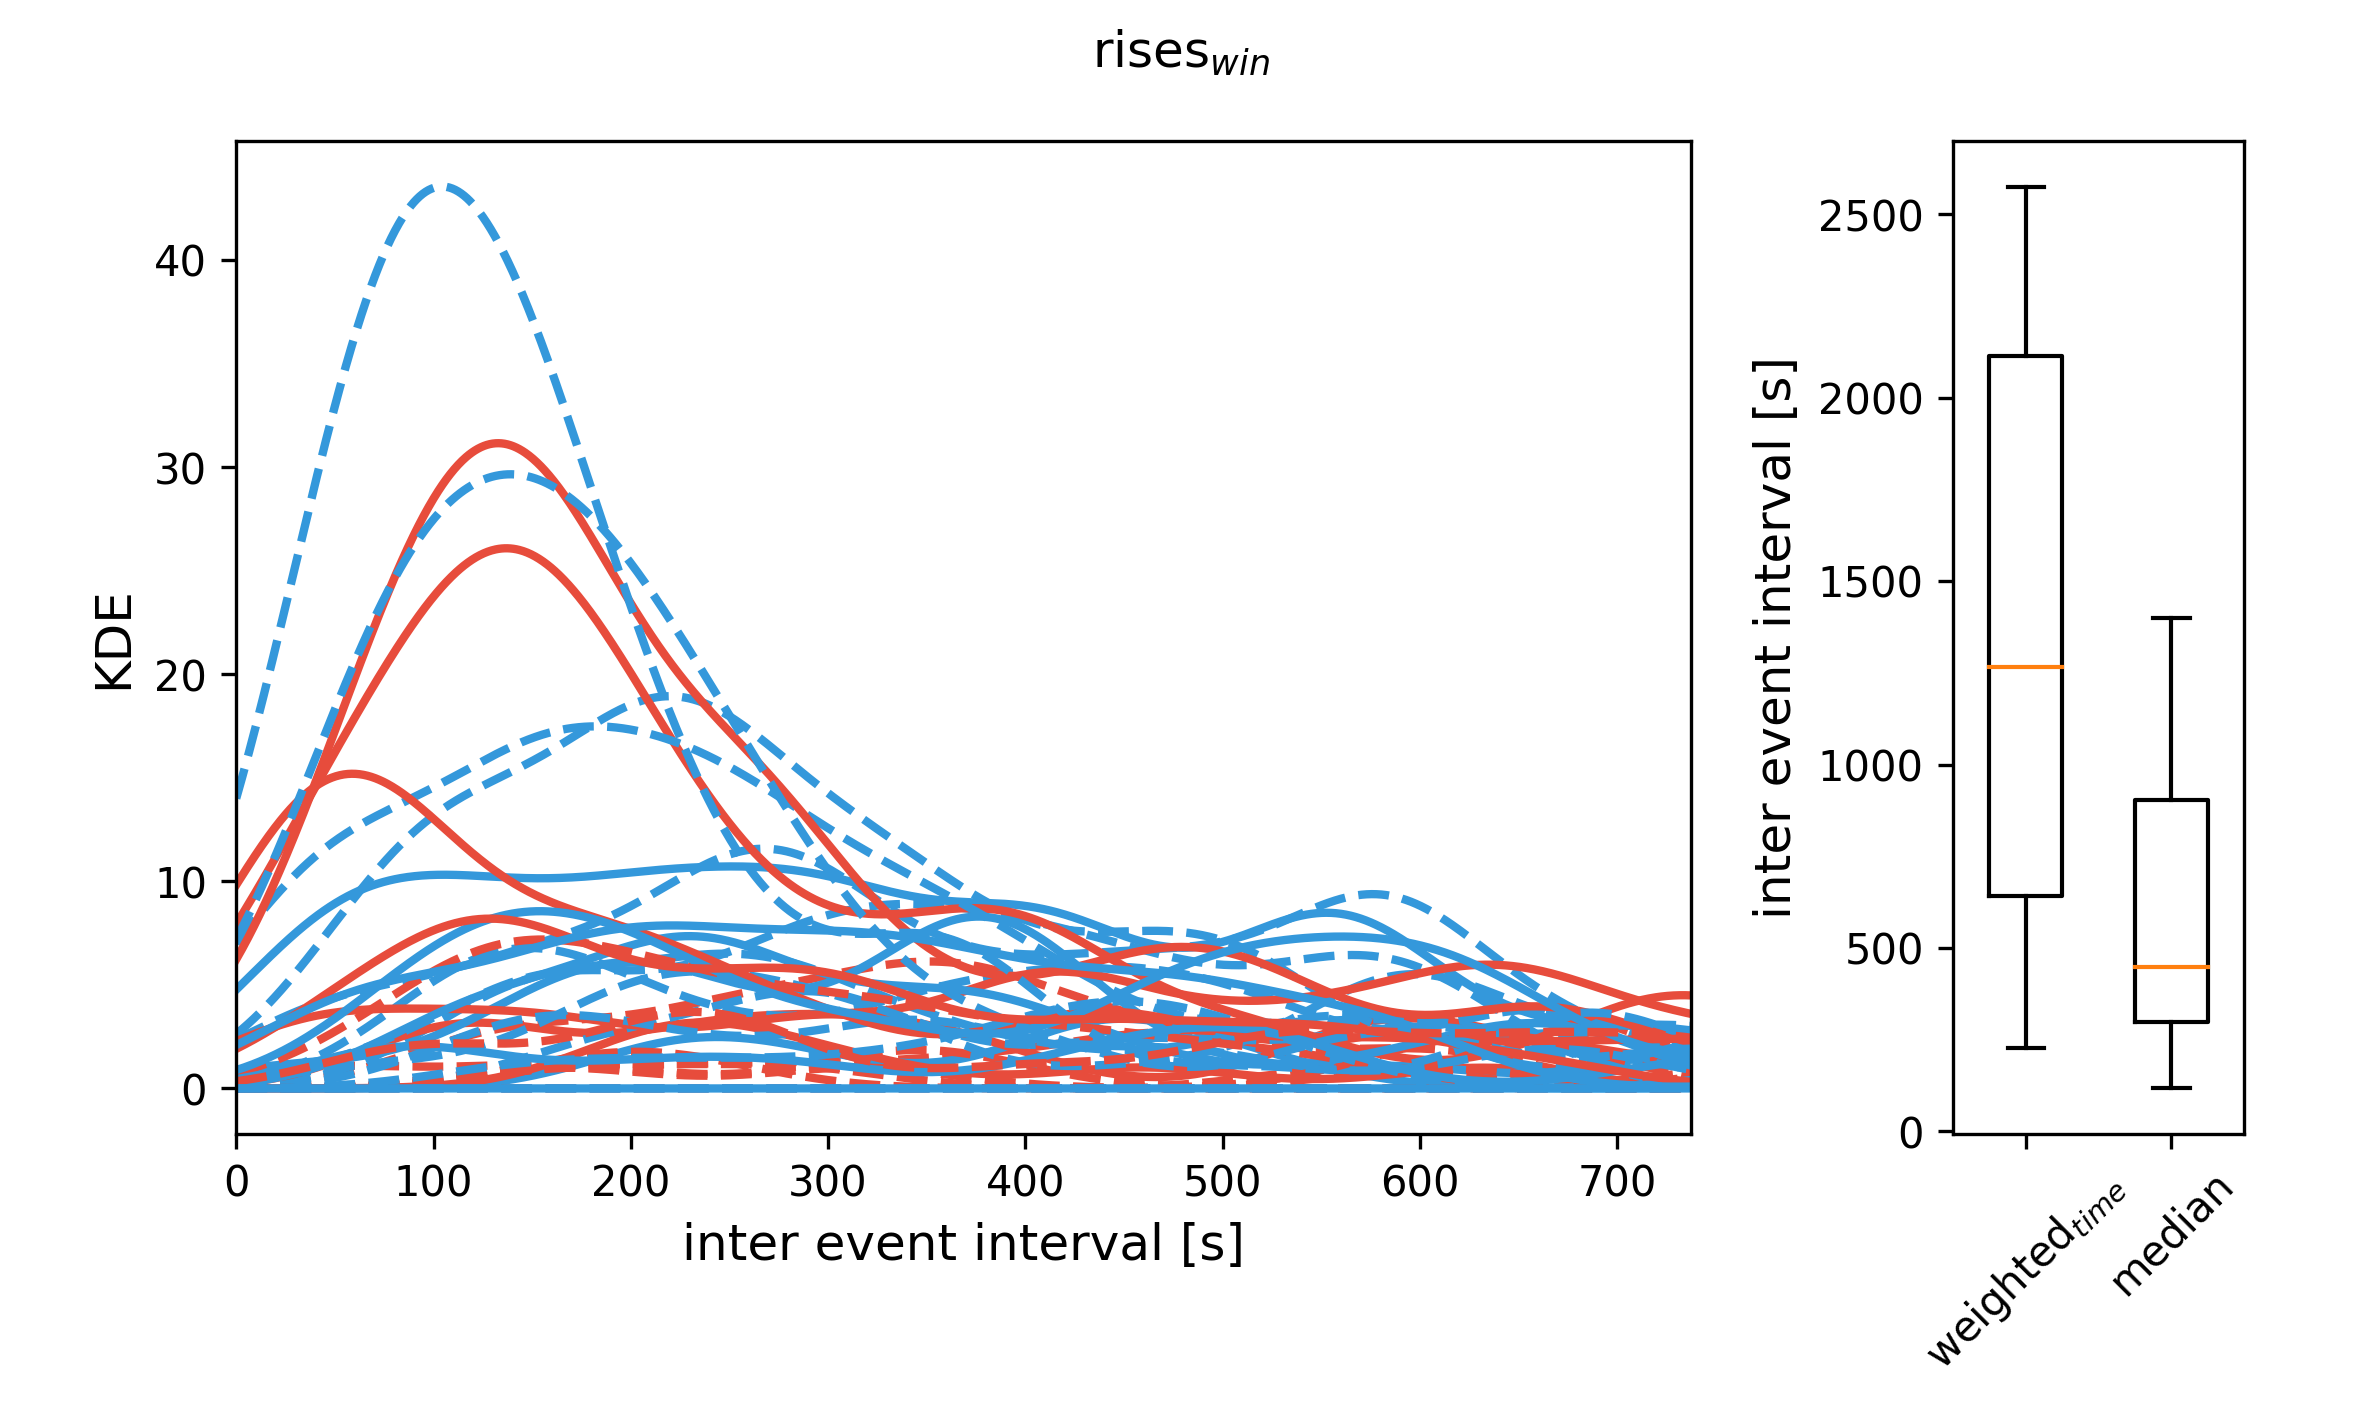 rises_win
KDE
40
30
20
10
0
0 100 200 300 400 500 600 700
inter event interval [s]
inter event interval [s]
2500
2000
1500
1000
500
0
weighted_time
median